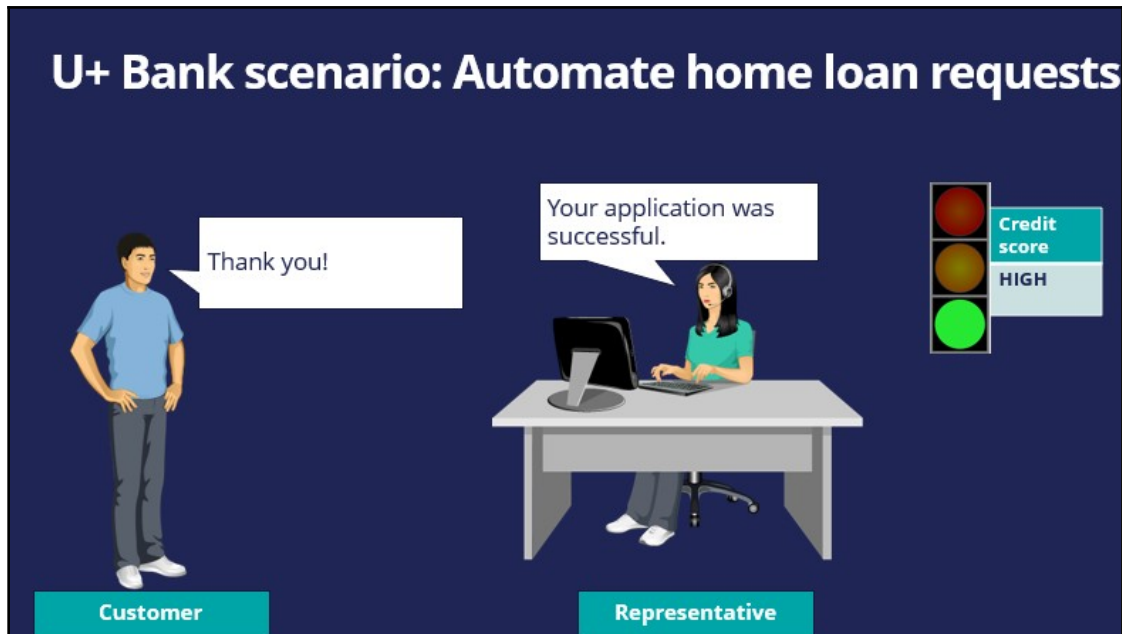 U+ Bank scenario: Automate home loan requests
Thank you!
Your application was
successful.
Credit
score
HIGH
Customer
Representative